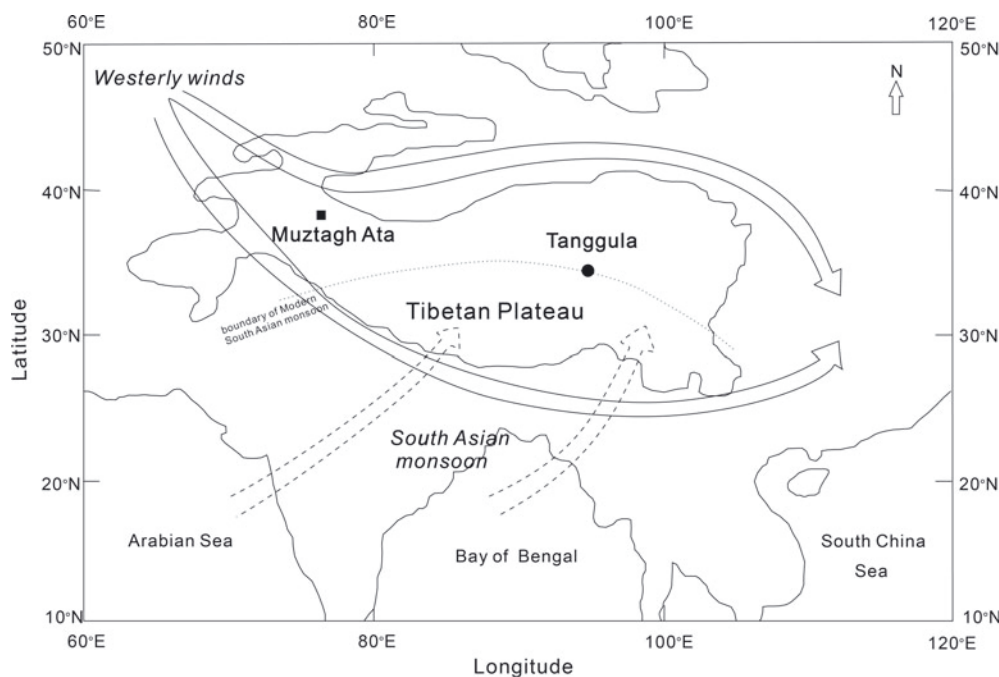 60°E
80°E
100°E
120°E
50°N
50°N
Westerly winds
N
40°N
40°N
Muztagh Ata
Tanggula
boundary of Modern
South Asian monsoon
Tibetan Plateau
30°N
30°N
Latitude
South Asian
monsoon
20°N
20°N
Arabian Sea
Bay of Bengal
South China
Sea
10°N
10°N
60°E
80°E
100°E
120°E
Longitude